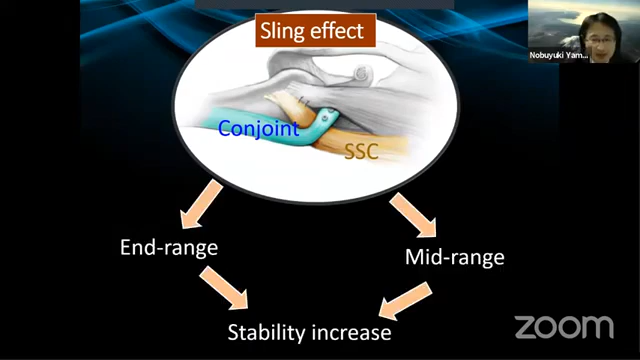 Sling effect
Nobuyuki Yam...
Conjoint
SSC
End-range
Mid-range
Stability increase
zoom